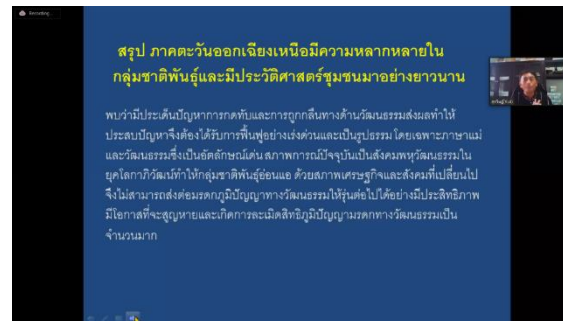 Recording...
สรุป ภาคตะวันออกเฉียงเหนือมีความหลากหลายใน
กลุ่มชาติพันธุ์และมีประวัติศาสตร์ชุมชนมาอย่างยาวนาน
พบว่ามีประเด็นปัญหาการกดทับและการถูกกลืนทางด้านวัฒนธรรมส่งผลทำให้
ประสบปัญหาจึงต้องได้รับการฟื้นฟูอย่างเร่งด่วนและเป็นรูปธรรม โดยเฉพาะภาษาแม่
และวัฒนธรรมซึ่งเป็นอัตลักษณ์เด่น สภาพการณ์ปัจจุบันเป็นสังคมพหุวัฒนธรรมใน
ยุคโลกาภิวัฒน์ทำให้กลุ่มชาติพันธุ์อ่อนแอ ด้วยสภาพเศรษฐกิจและสังคมที่เปลี่ยนไป
จึงไม่สามารถส่งต่อมรดกภูมิปัญญาทางวัฒนธรรมให้รุ่นต่อไปได้อย่างมีประสิทธิภาพ
มีโอกาสที่จะสูญหายและเกิดการละเมิดสิทธิภูมิปัญญามรดกทางวัฒนธรรมเป็น
จำนวนมาก